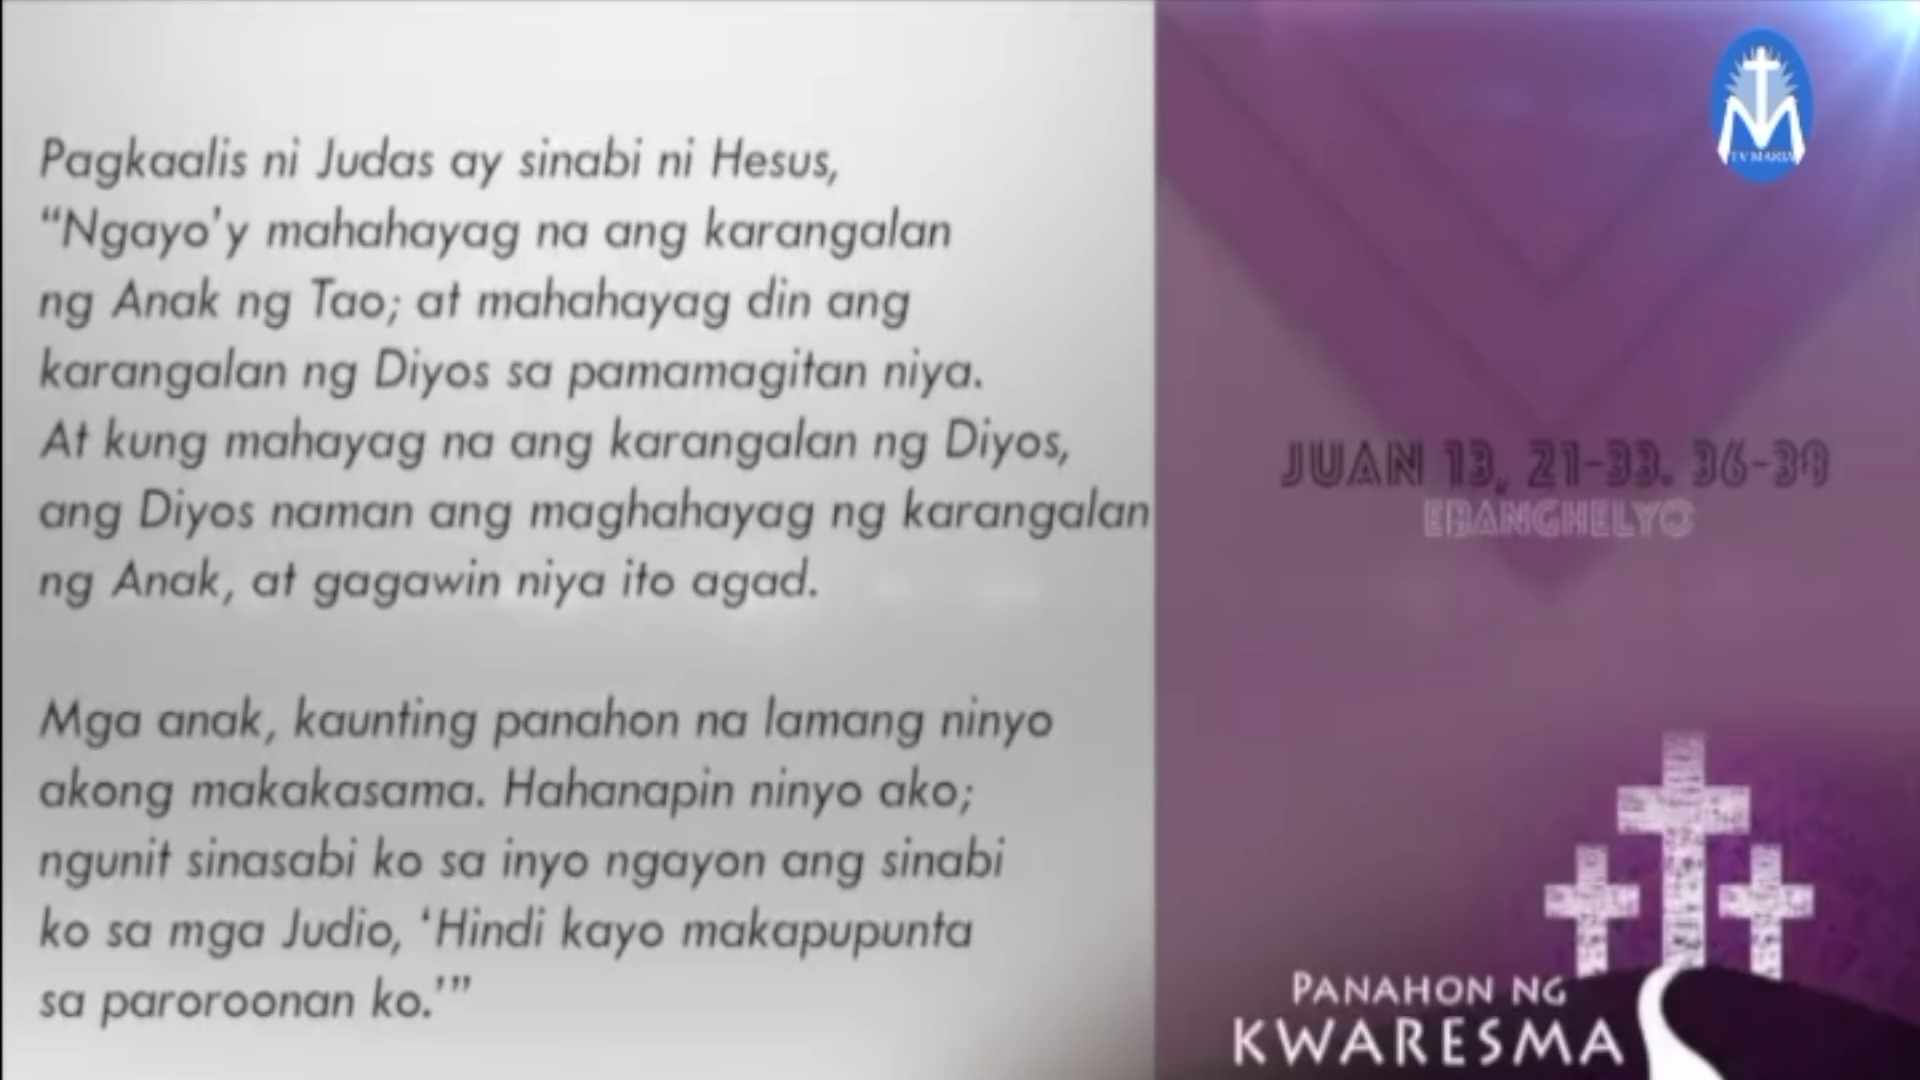 Pagkaalis ni Judas ay sinabi ni Hesus,
“Ngayo'y mahahayag na ang karangalan
ng Anak ng Tao; at mahahayag din ang
karangalan ng Diyos sa pamamagitan niya.
At kung mahayag na ang karangalan ng Diyos,
ang Diyos naman ang maghahayag ng karangalan
ng Anak, at gagawin niya ito agad.
Mga anak, kaunting panahon na lamang ninyo
akong makakasama. Hahanapin ninyo ako;
ngunit sinasabi ko sa inyo ngayon ang sinabi
ko sa mga Judio, ‘Hindi kayo makapupunta
sa paroroonan ko.’”
TV MARIA
JUAN 13, 21-33. 36-38
EBANGHELYO
PANAHON NG
KWARESMA